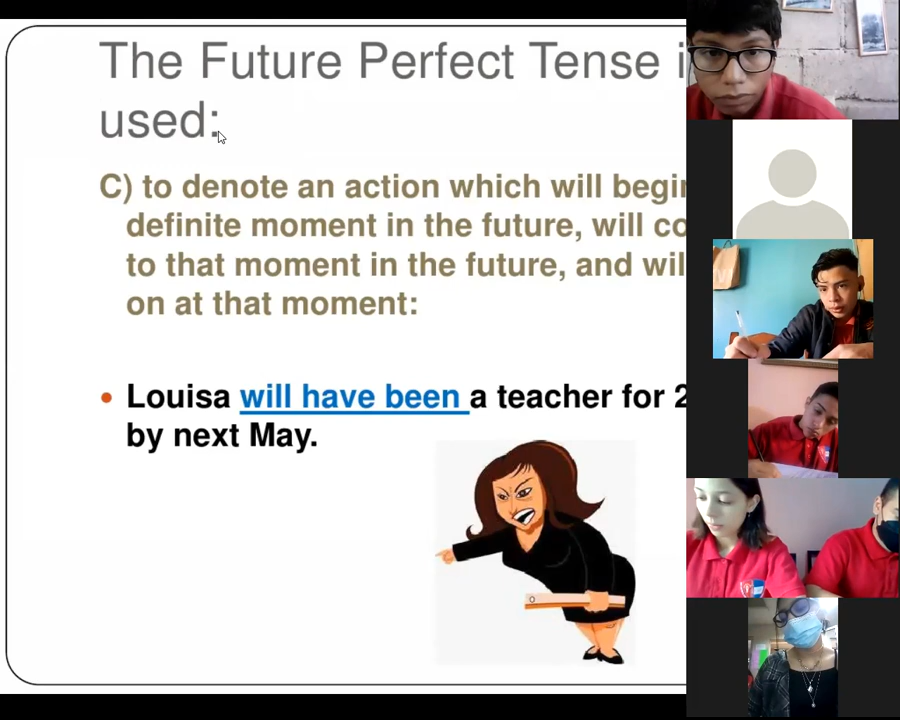 The Future Perfect Tense i
used:
C) to denote an action which will begin
definite moment in the future, will co
to that moment in the future, and wil
on at that moment:
• Louisa will have been a teacher for 2
by next May.